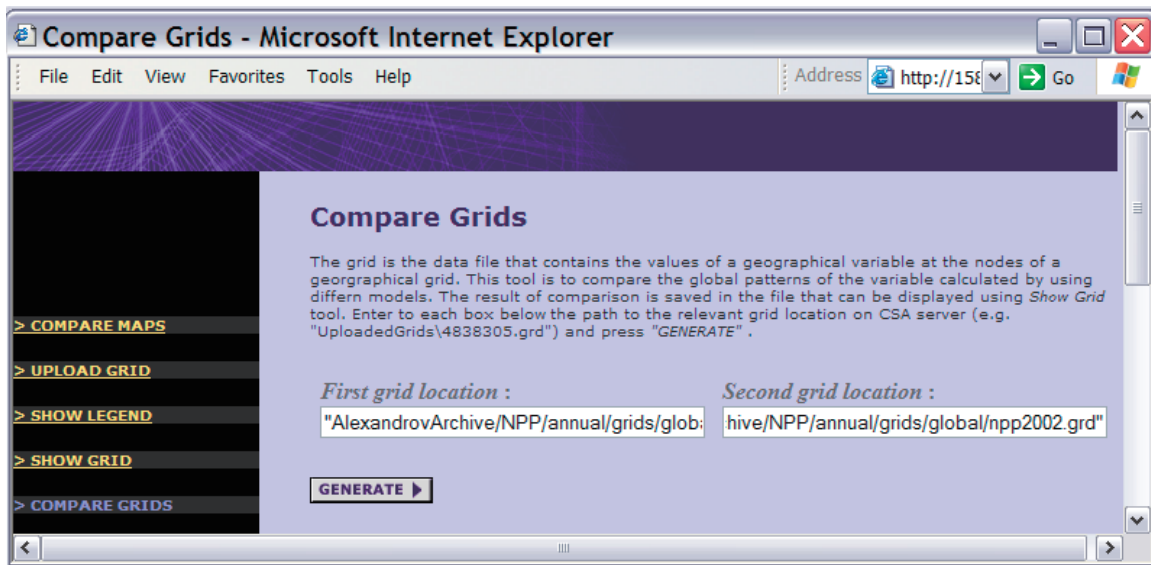 Compare Grids - Microsoft Internet Explorer
File Edit View Favorites Tools Help
Address http://158 Go
Compare Grids
The grid is the data file that contains the values of a geographical variable at the nodes of a
georgraphical grid. This tool is to compare the global patterns of the variable calculated by using
differn models. The result of comparison is saved in the file that can be displayed using Show Grid
tool. Enter to each box below the path to the relevant grid location on CSA server (e.g.
"UploadedGrids\4838305.grd") and press "GENERATE" .
> COMPARE MAPS
> UPLOAD GRID
> SHOW LEGEND
> SHOW GRID
> COMPARE GRIDS
First grid location :
Second grid location :
"AlexandrovArchive/NPP/annual/grids/globa
hive/NPP/annual/grids/global/npp2002.grd"
GENERATE